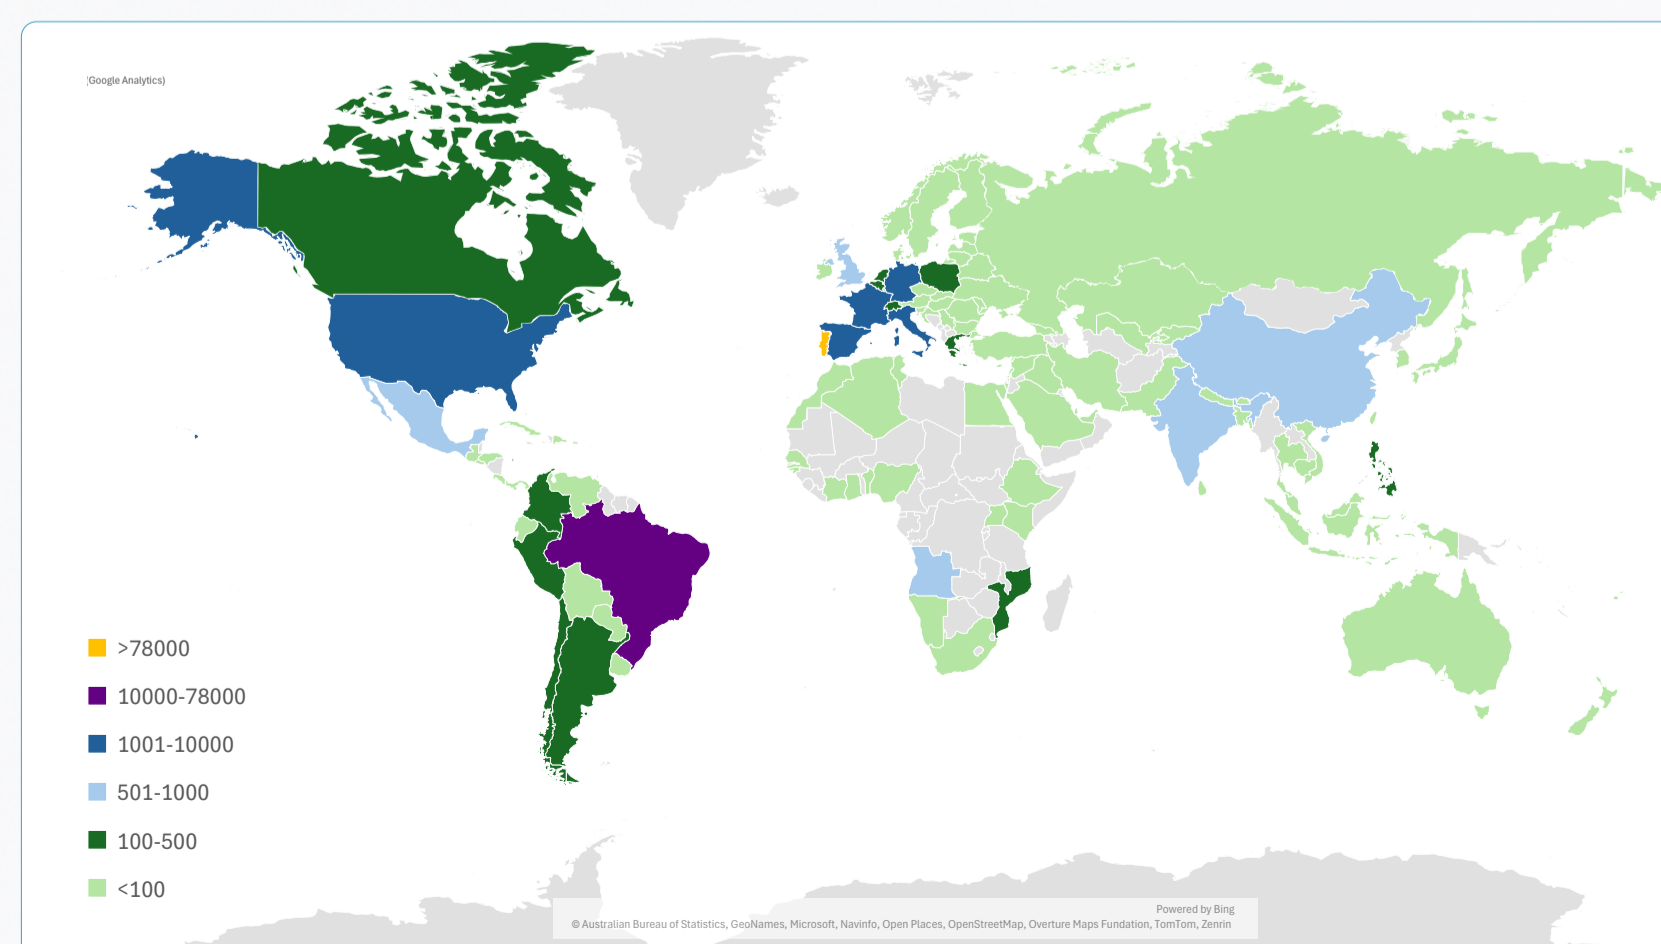 (Google Analytics)
>78000
10000-78000
1001-10000
501-1000
100-500
<100
Powered by Bing
© Australian Bureau of Statistics, GeoNames, Microsoft, Navinfo, Open Places, OpenStreetMap, Overture Maps Fundation, TomTom, Zenrin